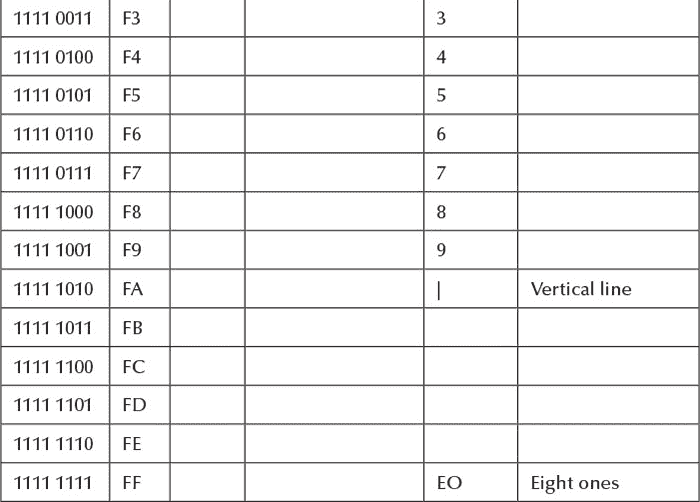 1111 0011 F3 3
1111 0100 F4 4
1111 0101 F5 5
1111 0110 F6 6
1111 0111 F7 7
1111 1000 F8 8
1111 1001 F9 9
1111 1010 FA | Vertical line
1111 1011 FB
1111 1100 FC
1111 1101 FD
1111 1110 FE
1111 1111 FF EO Eight ones